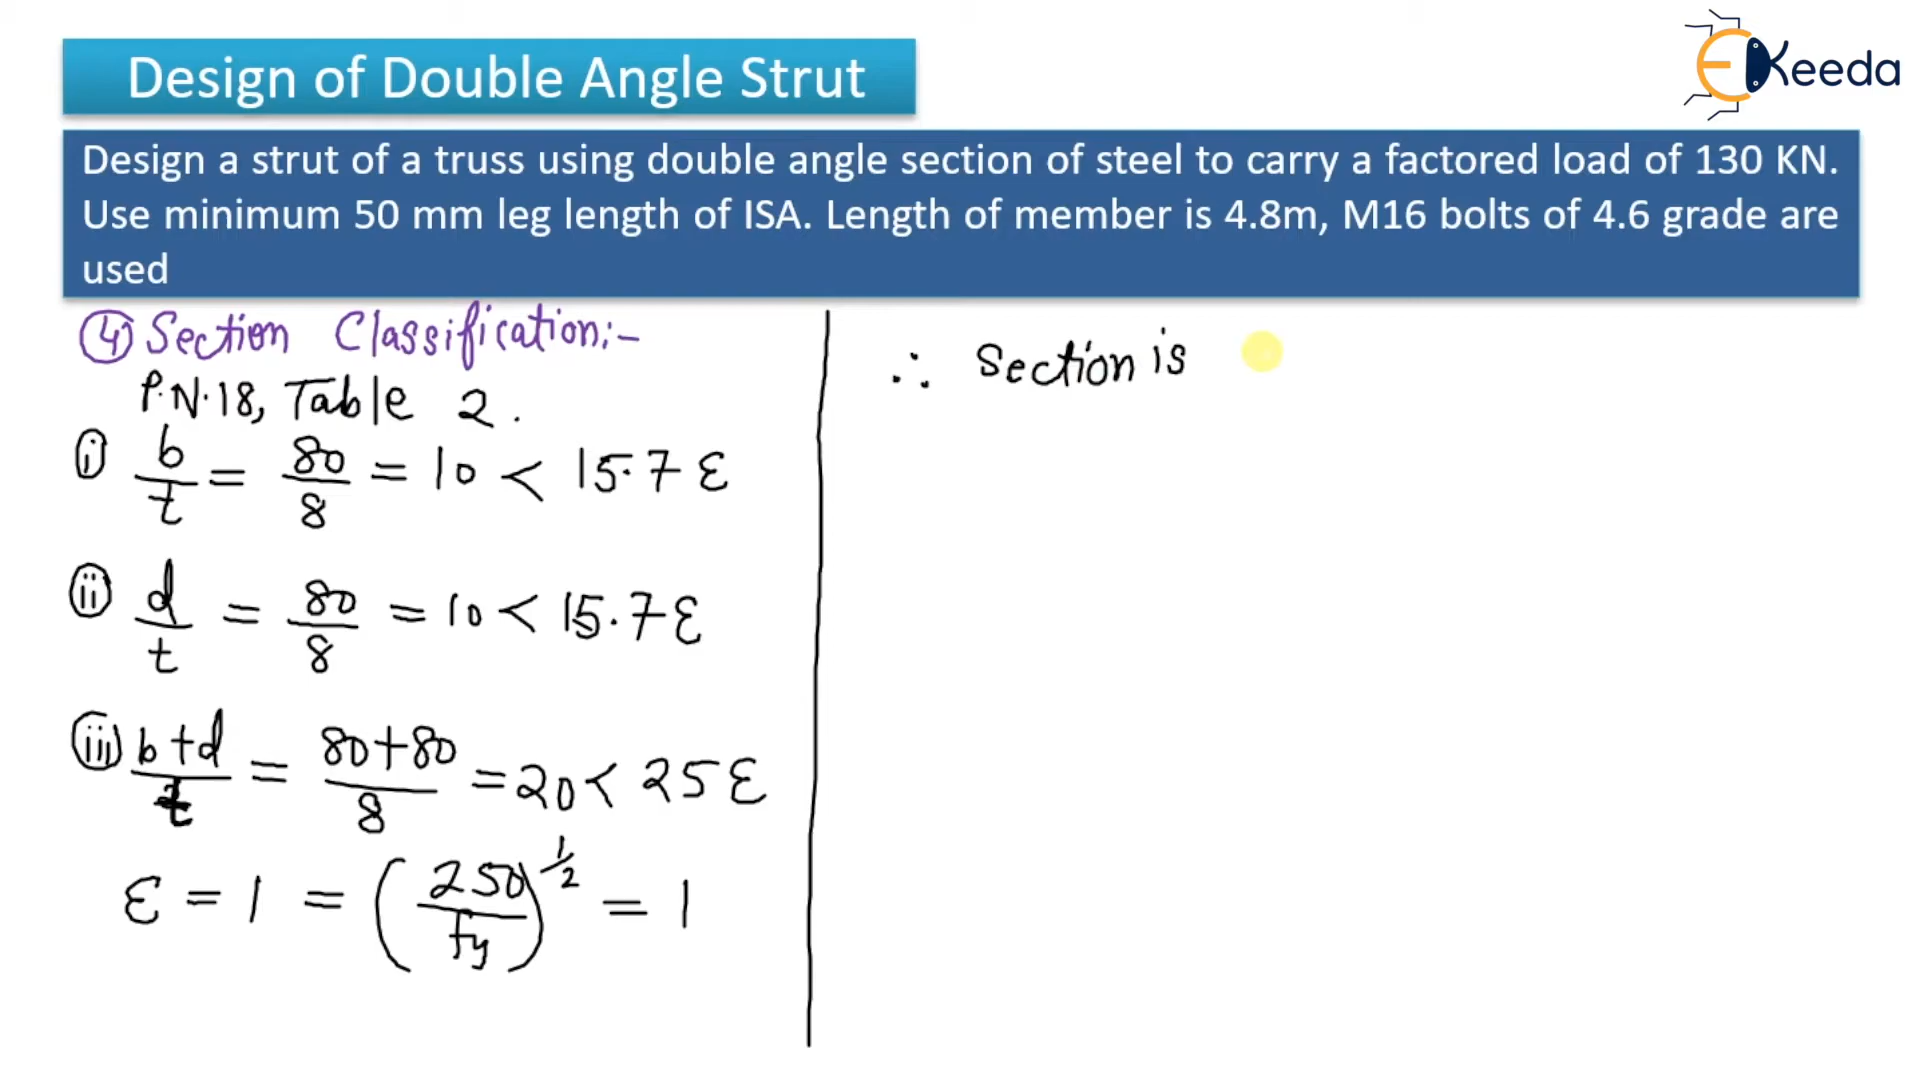 Design of Double Angle Strut
Keeda
Design a strut of a truss using double angle section of steel to carry a factored load of 130 KN.
Use minimum 50 mm leg length of ISA. Length of member is 4.8m, M16 bolts of 4.6 grade are
used
④ Section Classification:-
P.N.18, Table 2.
ⓘ b/t = 80/8 = 10 < 15.7 ε
ⓘⓘ d/t = 80/8 = 10 < 15.7 ε
ⓘⓘⓘ b+d/t = 80+80/8 = 20 < 25 ε
ε = 1 = (250/fy)^1/2 = 1
∴ Section is